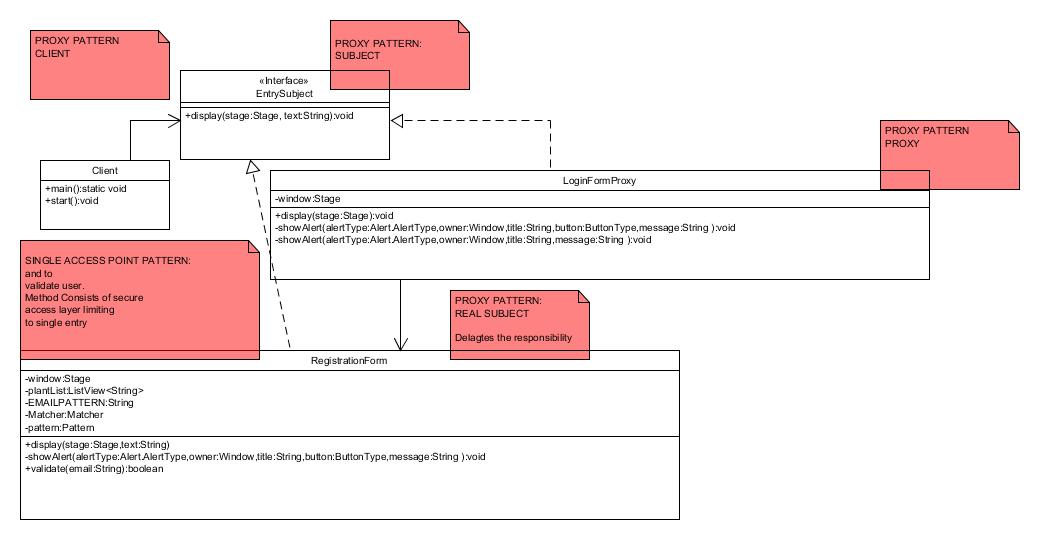 PROXY PATTERN
CLIENT
PROXY PATTERN:
SUBJECT
«Interface»
EntrySubject
+display(stage:Stage, text:String):void
PROXY PATTERN
PROXY
Client
+main():static void
+start():void
LoginFormProxy
-window:Stage
+display(stage:Stage):void
-showAlert(alertType:Alert.AlertType,owner:Window,title:String,button:ButtonType,message:String ):void
-showAlert(alertType:Alert.AlertType,owner:Window,title:String,message:String ):void
SINGLE ACCESS POINT PATTERN:
and to
validate user.
Method Consists of secure
access layer limiting
to single entry
PROXY PATTERN:
REAL SUBJECT
Delagtes the responsibility
RegistrationForm
-window:Stage
-plantList:ListView<String>
-EMAILPATTERN:String
-Matcher:Matcher
-pattern:Pattern
+display(stage:Stage,text:String)
-showAlert(alertType:Alert.AlertType,owner:Window,title:String,button:ButtonType,message:String ):void
+validate(email:String):boolean